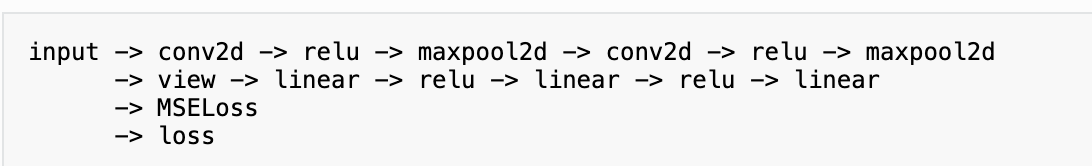 input -> conv2d -> relu -> maxpool2d -> conv2d -> relu -> maxpool2d
-> view -> linear -> relu -> linear -> relu -> linear
-> MSELoss
-> loss